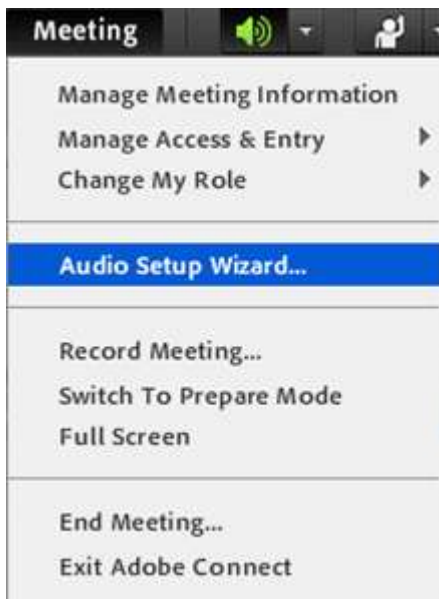 Meeting
Manage Meeting Information
Manage Access & Entry
Change My Role
Audio Setup Wizard...
Record Meeting...
Switch To Prepare Mode
Full Screen
End Meeting...
Exit Adobe Connect